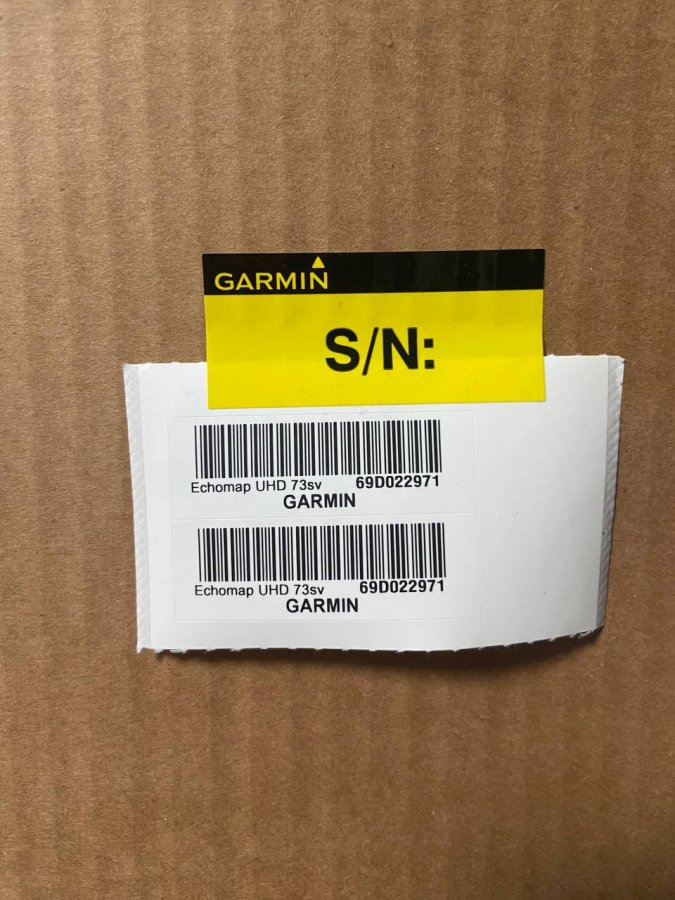 GARMIN
S/N:
Echomap UHD 73sv 69D022971
GARMIN
Echomap UHD 73sv 69D022971
GARMIN